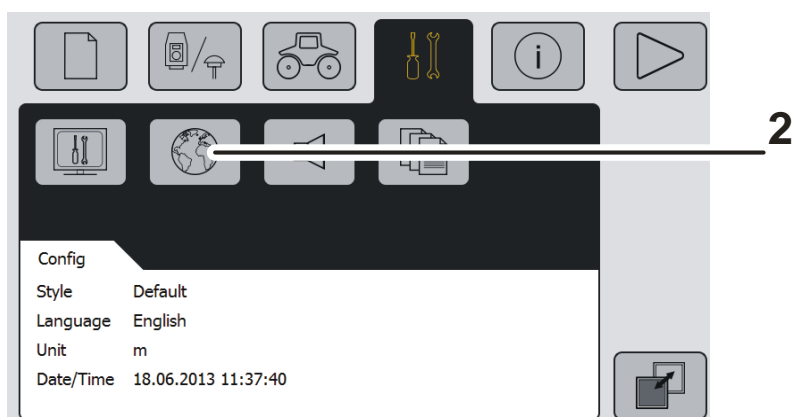 i
2
Config
Style Default
Language English
Unit m
Date/Time 18.06.2013 11:37:40